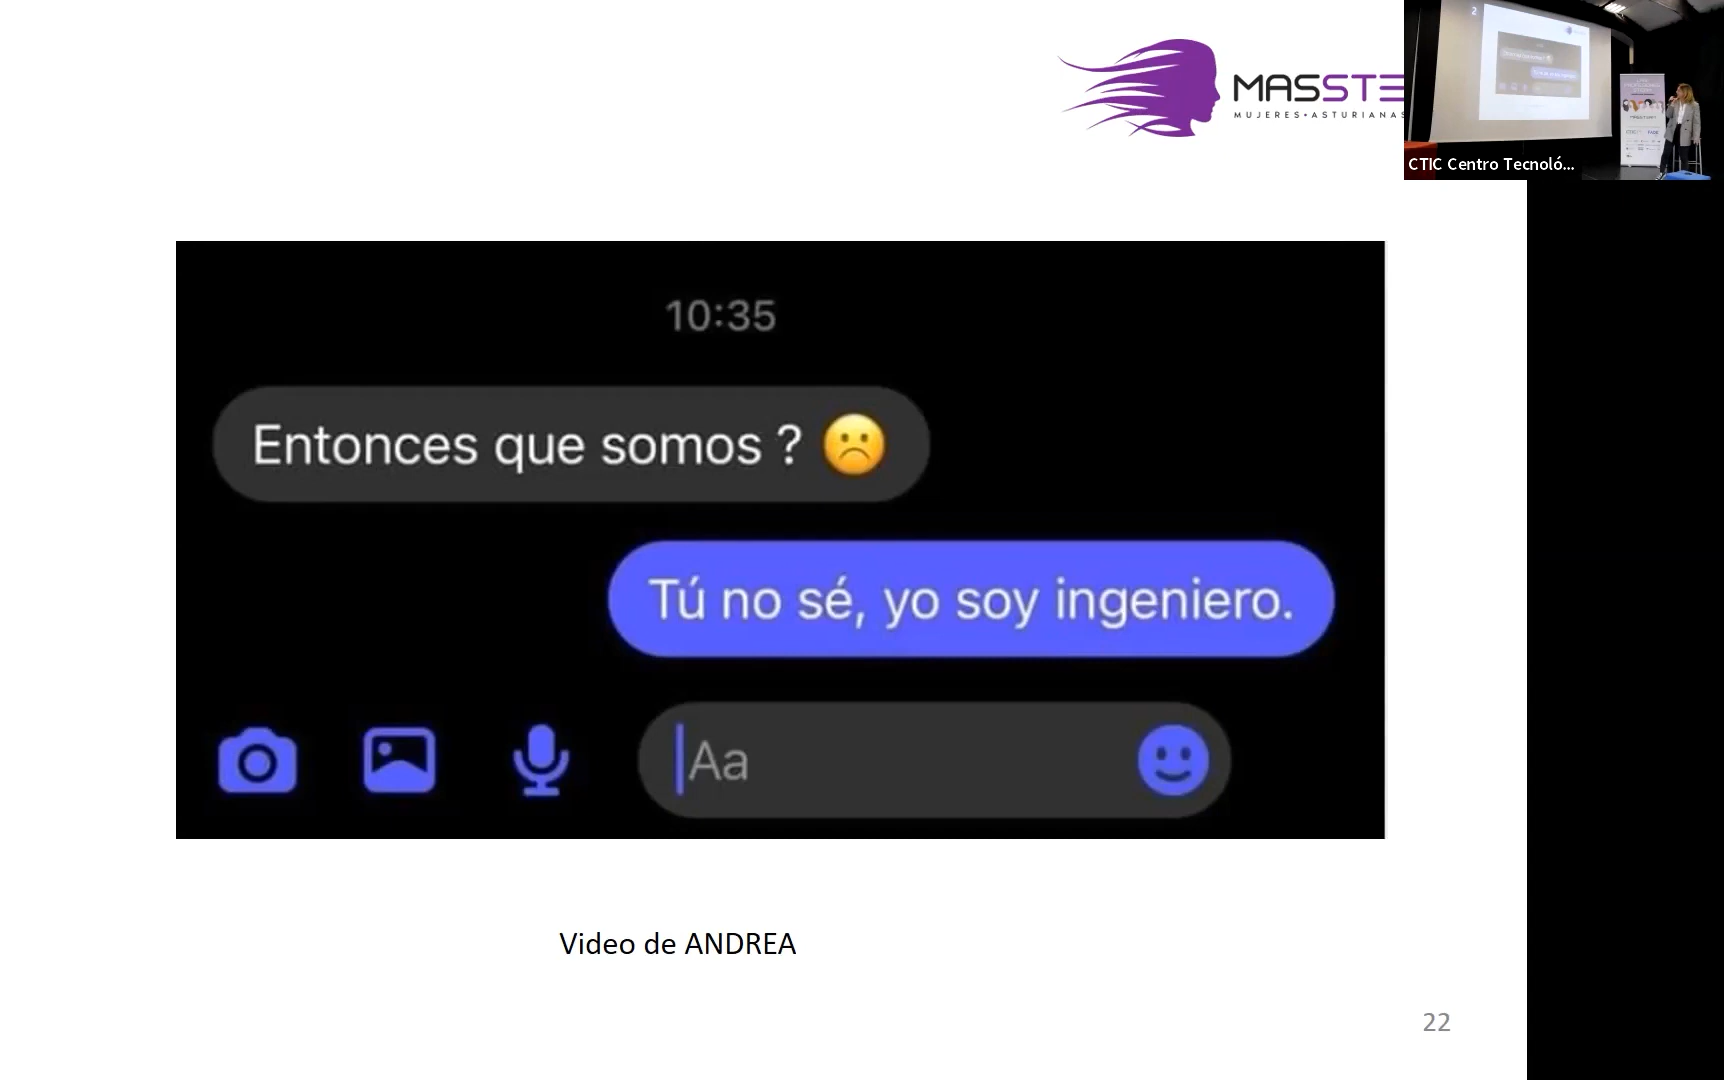 MASSTE
MUJERES•ASTURIANAS
CTIC Centro Tecnoló...
10:35
Entonces que somos ? ☹️
Tú no sé, yo soy ingeniero.
Aa
Video de ANDREA
22